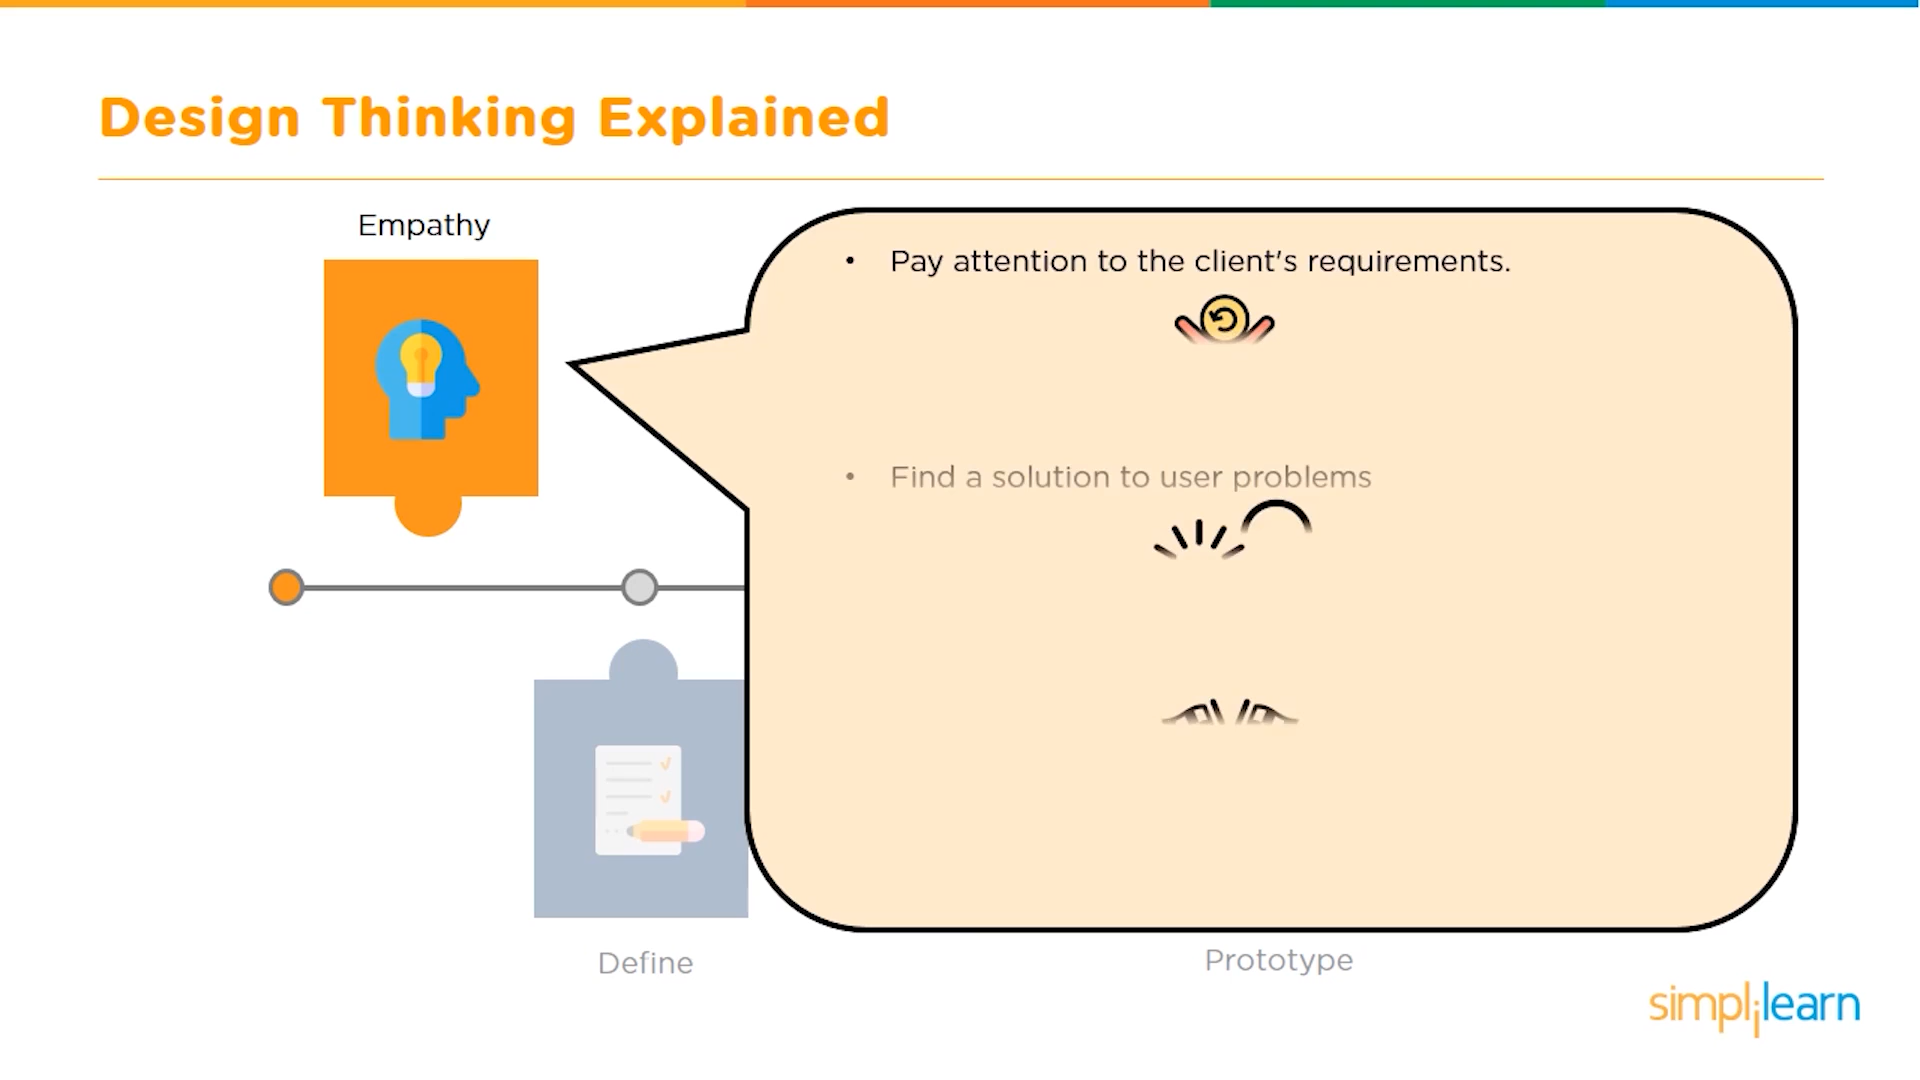 Design Thinking Explained
Empathy
• Pay attention to the client's requirements.
• Find a solution to user problems
Define
Prototype
simplilearn